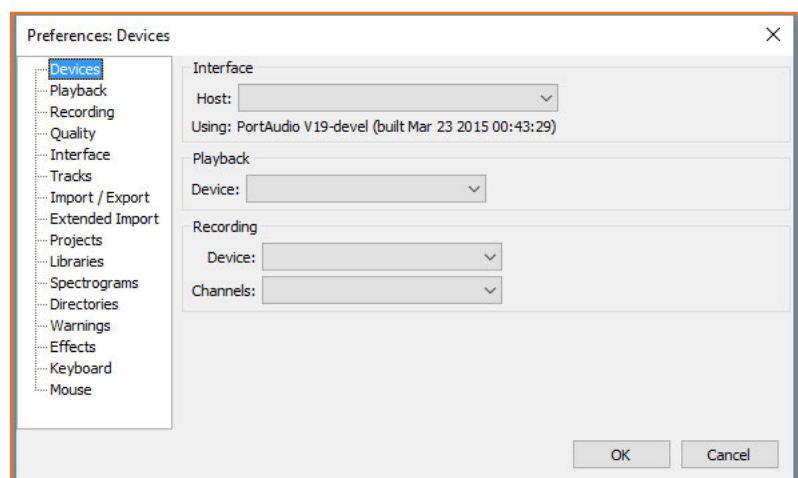 Preferences: Devices
Devices
Playback
Recording
Quality
Interface
Tracks
Import / Export
Extended Import
Projects
Libraries
Spectrograms
Directories
Warnings
Effects
Keyboard
Mouse
Interface
Host:
Using: PortAudio V19-devel (built Mar 23 2015 00:43:29)
Playback
Device:
Recording
Device:
Channels:
OK Cancel